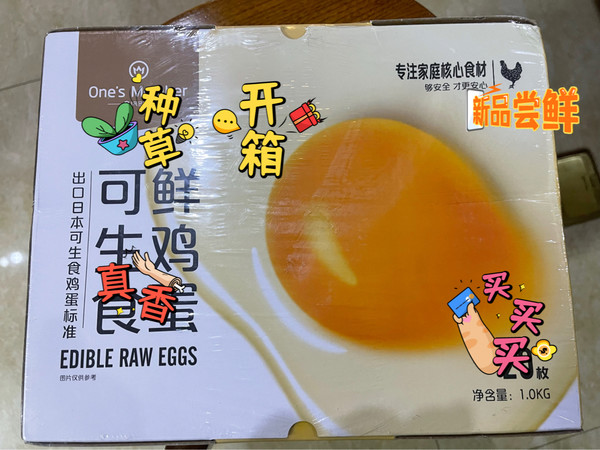 One's
专注家庭核心食材
够安全 才更安心
新品尝鲜
种草
开箱
可生食
鲜鸡蛋
出口日本可生食鸡蛋标准
真香
EDIBLE RAW EGGS
图片仅供参考
买买买
枚
净含量：1.0KG